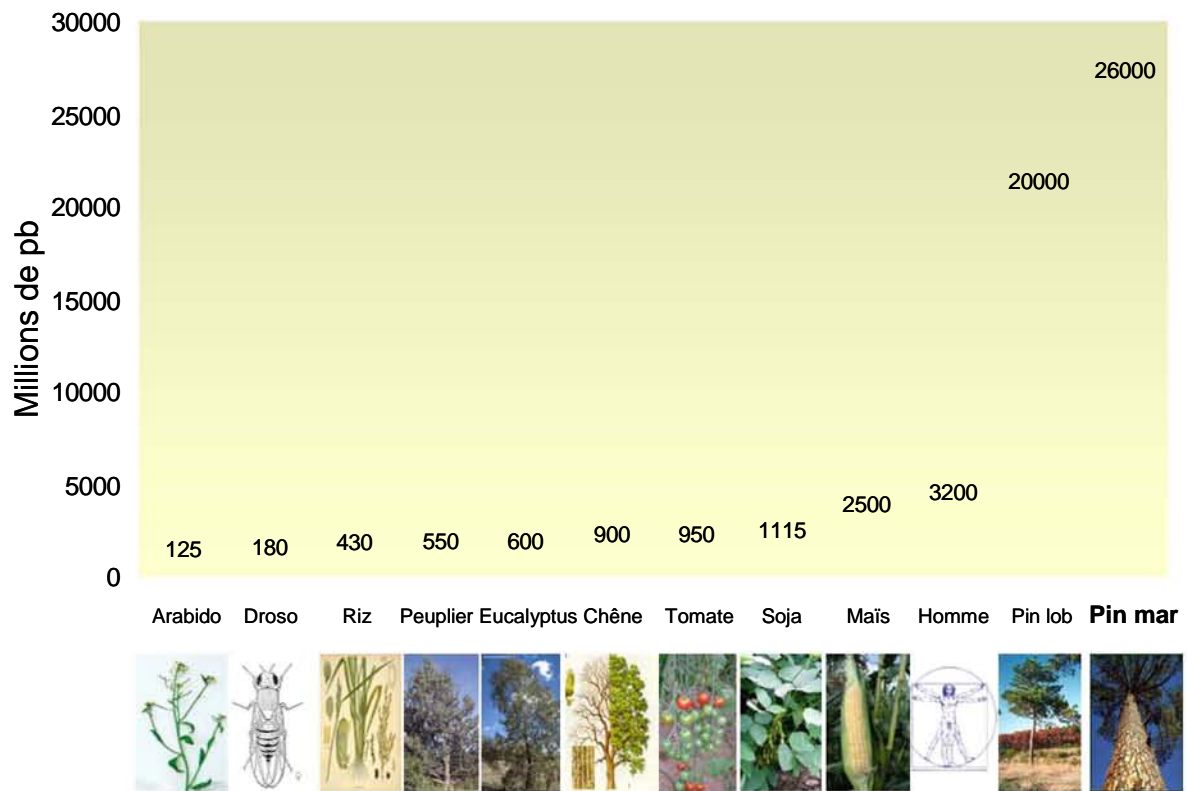 30000
25000
20000
15000
10000
5000
0
Millions de pb
125 180 430 550 600 900 950 1115 2500 3200 20000 26000
Arabido Droso Riz Peuplier Eucalyptus Chêne Tomate Soja Maïs Homme Pin lob Pin mar